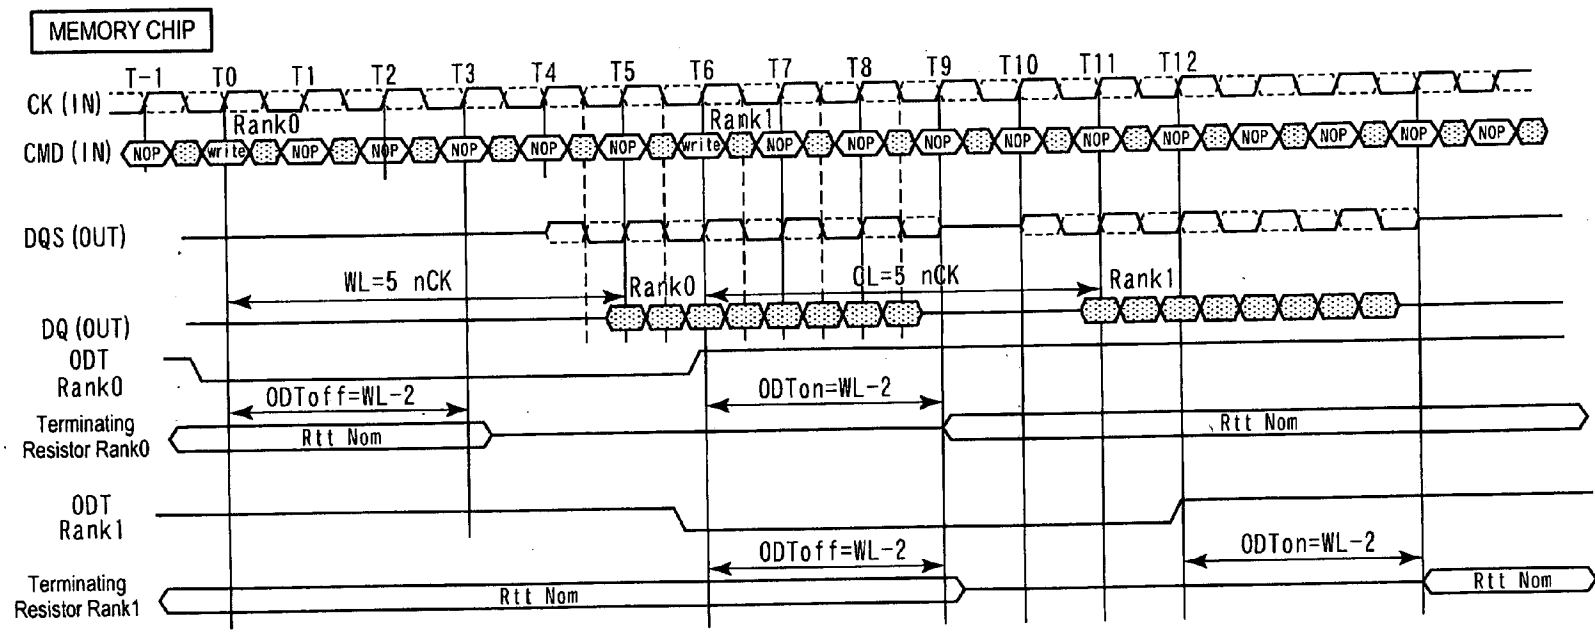 MEMORY CHIP
T-1 T0 T1 T2 T3 T4 T5 T6 T7 T8 T9 T10 T11 T12
CK (IN)
Rank0 Rank1
CMD (IN) NOP write NOP NOP NOP NOP NOP write NOP NOP NOP NOP NOP NOP NOP NOP NOP NOP
DQS (OUT)
WL=5 nCK Rank0 CL=5 nCK Rank1
DQ (OUT)
ODT
Rank0
ODToff=WL-2 ODTon=WL-2
Terminating
Resistor Rank0
Rtt Nom Rtt Nom
ODT
Rank1
ODToff=WL-2 ODTon=WL-2
Terminating
Resistor Rank1
Rtt Nom Rtt Nom